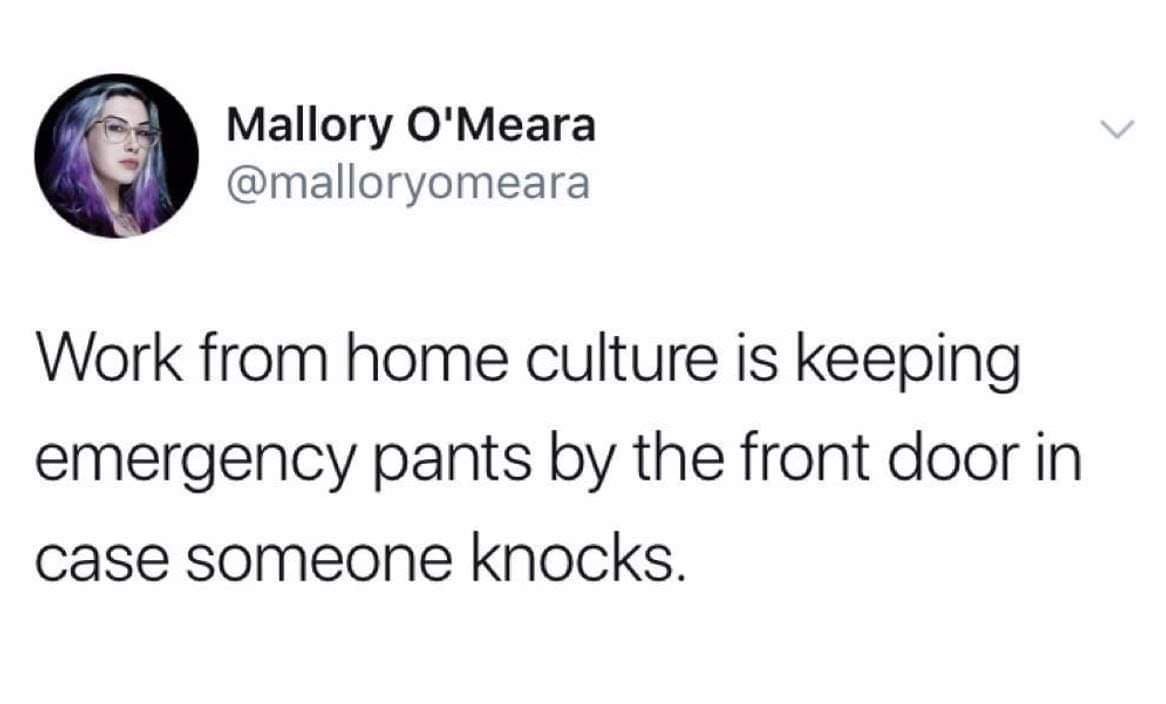 Mallory O'Meara
@malloryomeara
Work from home culture is keeping
emergency pants by the front door in
case someone knocks.